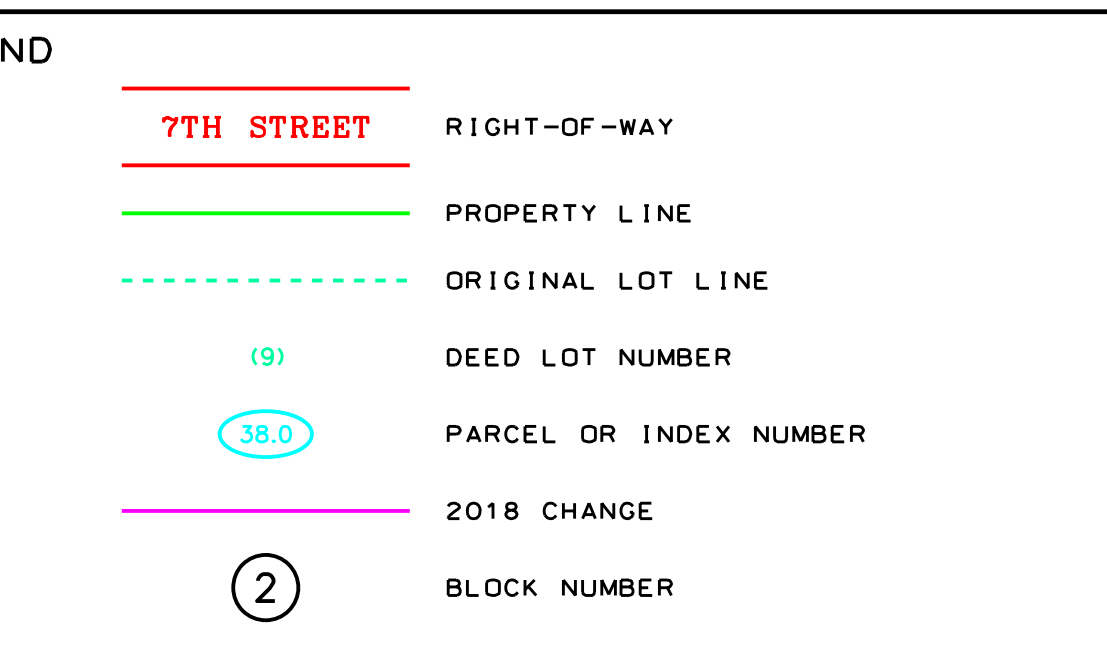 ND
7TH STREET RIGHT-OF-WAY
PROPERTY LINE
ORIGINAL LOT LINE
(9) DEED LOT NUMBER
38.0 PARCEL OR INDEX NUMBER
2018 CHANGE
2 BLOCK NUMBER